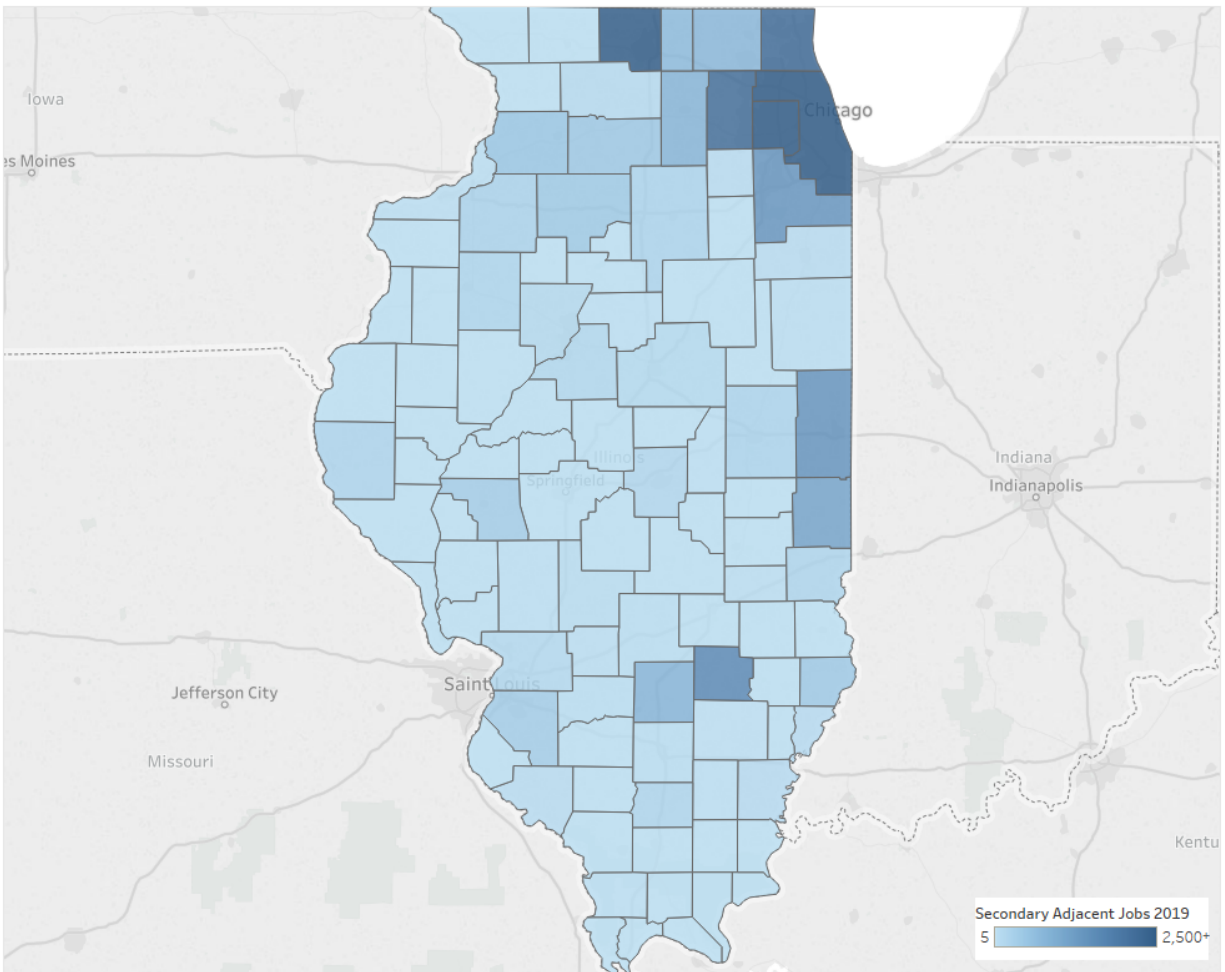 Iowa
Chicago
es Moines
Illinois
Springfield
Indiana
Indianapolis
Jefferson City
Saint Louis
Missouri
Kentu
Secondary Adjacent Jobs 2019
5
2,500+